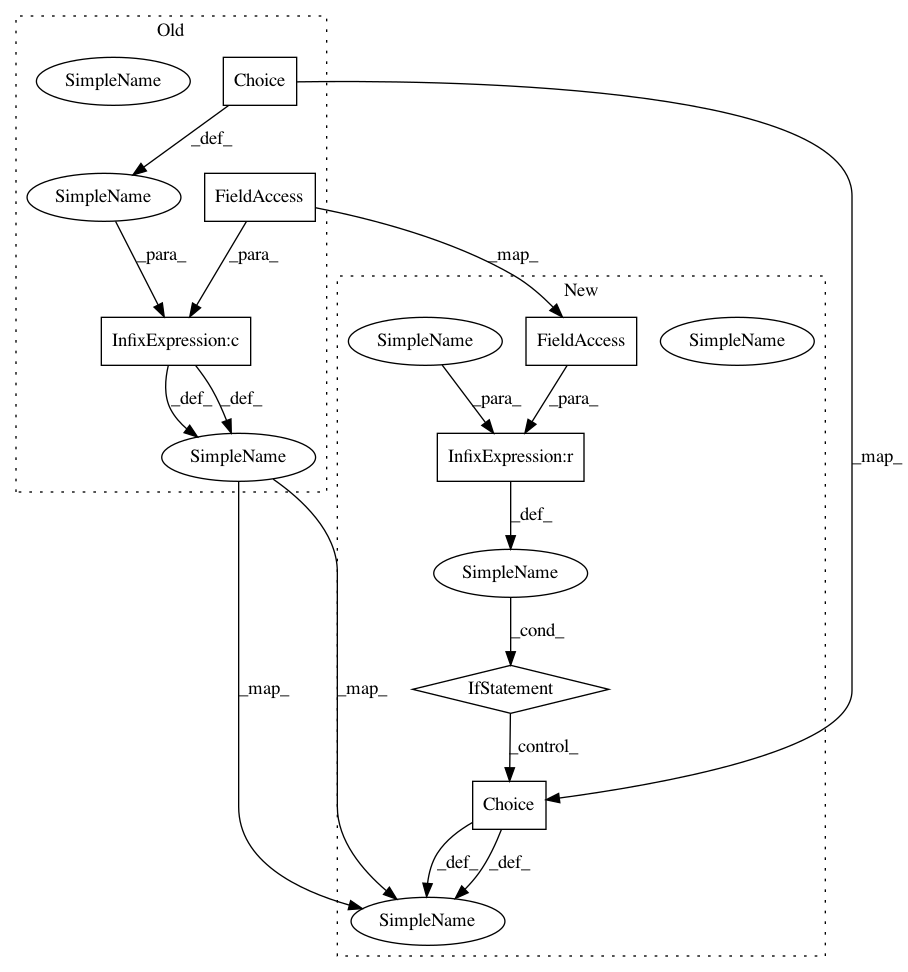 Old
SimpleName
Choice
_def_
SimpleName
FieldAccess
_para_
_para_
_map_
New
InfixExpression:c
SimpleName
FieldAccess
SimpleName
_def_
_def_
_para_
_para_
SimpleName
InfixExpression:r
_map_
_def_
SimpleName
_cond_
_map_
_map_
IfStatement
_control_
Choice
_def_
_def_
SimpleName